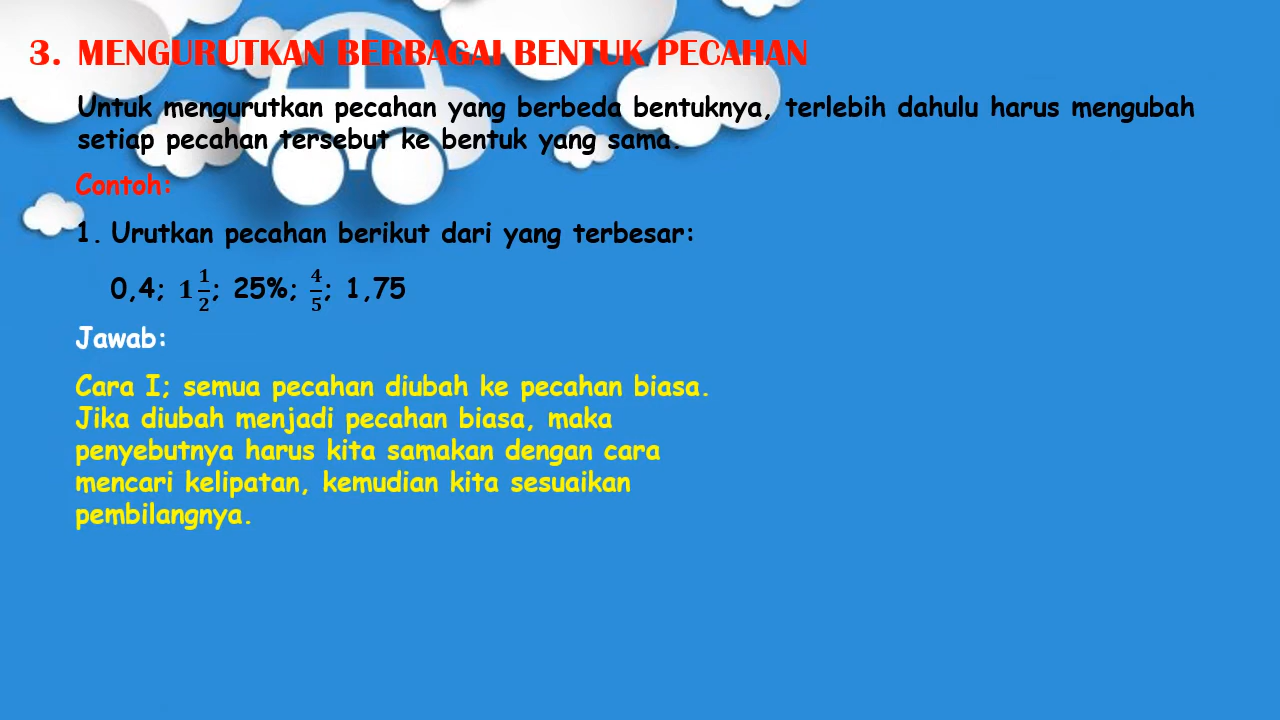 3. MENGURUTKAN BERBAGAI BENTUK PECAHAN
Untuk mengurutkan pecahan yang berbeda bentuknya, terlebih dahulu harus mengubah
setiap pecahan tersebut ke bentuk yang sama.
Contoh:
1. Urutkan pecahan berikut dari yang terbesar:
0,4; 1 1/2; 25%; 4/5; 1,75
Jawab:
Cara I; semua pecahan diubah ke pecahan biasa.
Jika diubah menjadi pecahan biasa, maka
penyebutnya harus kita samakan dengan cara
mencari kelipatan, kemudian kita sesuaikan
pembilangnya.